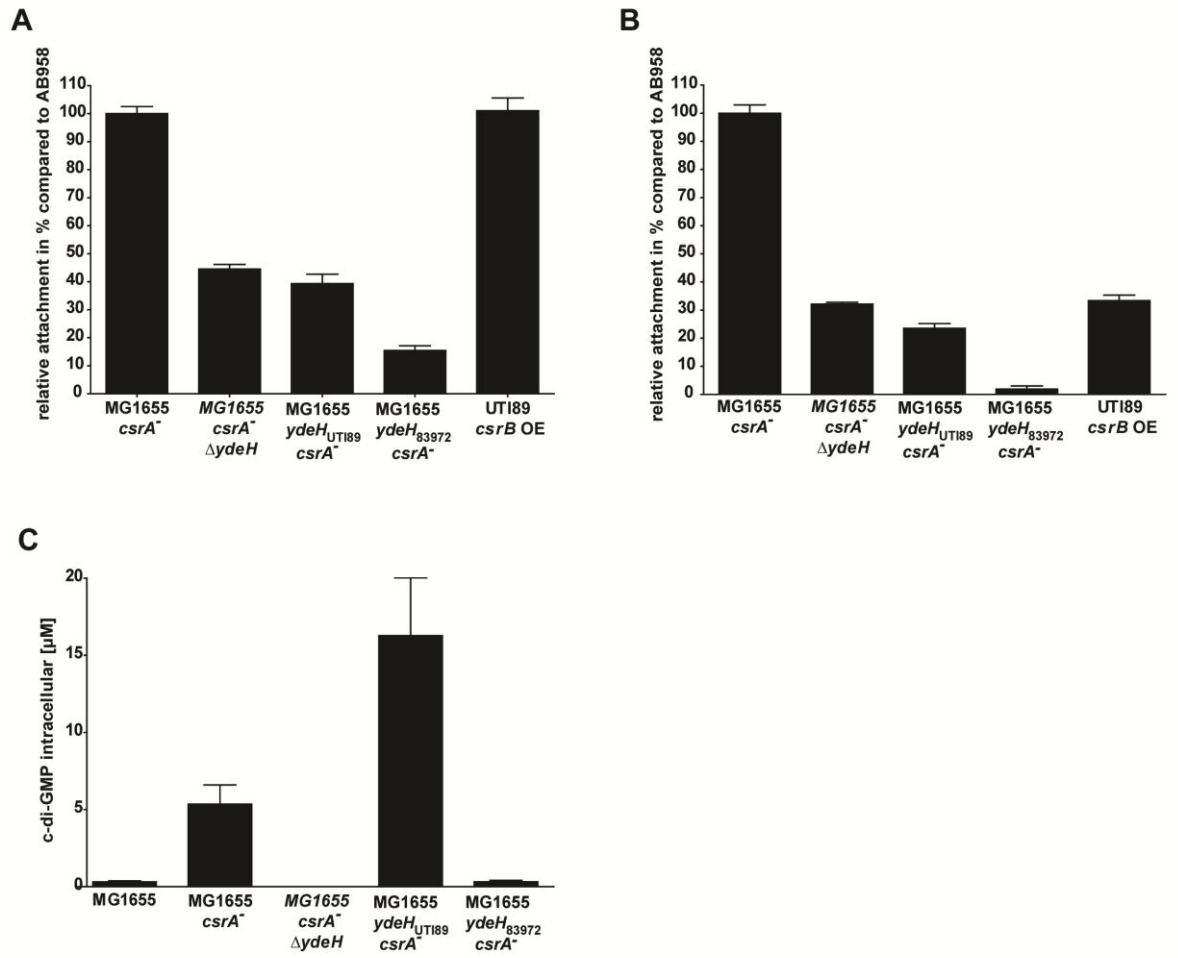 A
relative attachment in % compared to AB958
110
100
90
80
70
60
50
40
30
20
10
0
MG1655 csrA-
MG1655 csrA- ΔydeH
MG1655 ydeHUTI89 csrA-
MG1655 ydeH83972 csrA-
UTI89 csrB OE
B
relative attachment in % compared to AB958
110
100
90
80
70
60
50
40
30
20
10
0
MG1655 csrA-
MG1655 csrA- ΔydeH
MG1655 ydeHUTI89 csrA-
MG1655 ydeH83972 csrA-
UTI89 csrB OE
C
c-di-GMP intracellular [µM]
20
15
10
5
0
MG1655
MG1655 csrA-
MG1655 csrA- ΔydeH
MG1655 ydeHUTI89 csrA-
MG1655 ydeH83972 csrA-